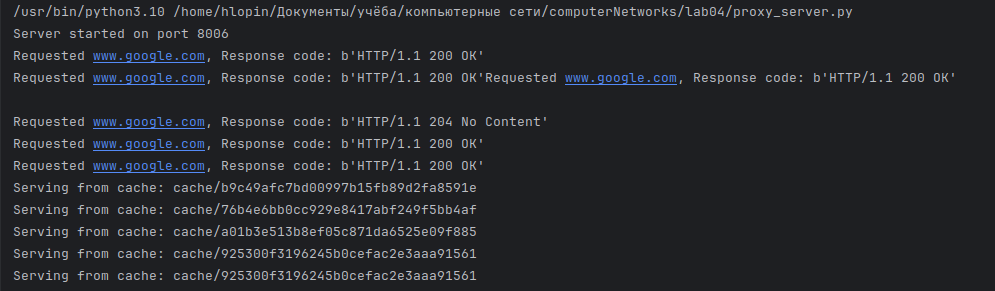 /usr/bin/python3.10 /home/hlopin/Документы/учёба/компьютерные сети/computerNetworks/lab04/proxy_server.py
Server started on port 8006
Requested www.google.com, Response code: b'HTTP/1.1 200 OK'
Requested www.google.com, Response code: b'HTTP/1.1 200 OK'Requested www.google.com, Response code: b'HTTP/1.1 200 OK'
Requested www.google.com, Response code: b'HTTP/1.1 204 No Content'
Requested www.google.com, Response code: b'HTTP/1.1 200 OK'
Requested www.google.com, Response code: b'HTTP/1.1 200 OK'
Serving from cache: cache/b9c49afc7bd00997b15fb89d2fa8591e
Serving from cache: cache/76b4e6bb0cc929e8417abf249f5bb4af
Serving from cache: cache/a01b3e513b8ef05c871da6525e09f885
Serving from cache: cache/925300f3196245b0cefac2e3aaa91561
Serving from cache: cache/925300f3196245b0cefac2e3aaa91561